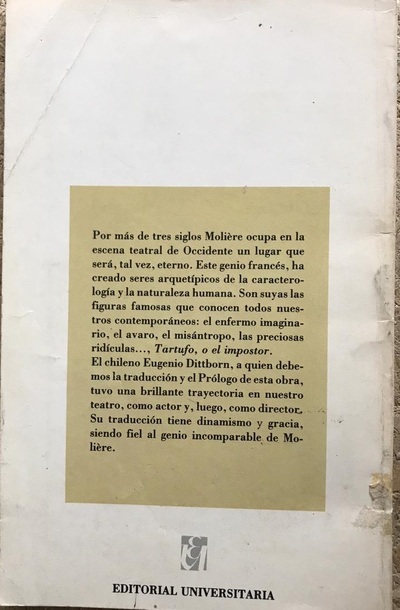 Por más de tres siglos Molière ocupa en la
escena teatral de Occidente un lugar que
será, tal vez, eterno. Este genio francés, ha
creado seres arquetípicos de la caractero-
logía y la naturaleza humana. Son suyas las
figuras famosas que conocen todos nues-
tros contemporáneos: el enfermo imagina-
rio, el avaro, el misántropo, las preciosas
ridículas..., Tartufo, o el impostor.
El chileno Eugenio Dittborn, a quien debe-
mos la traducción y el Prólogo de esta obra,
tuvo una brillante trayectoria en nuestro
teatro, como actor y, luego, como director.
Su traducción tiene dinamismo y gracia,
siendo fiel al genio incomparable de Mo-
lière.
EDITORIAL UNIVERSITARIA